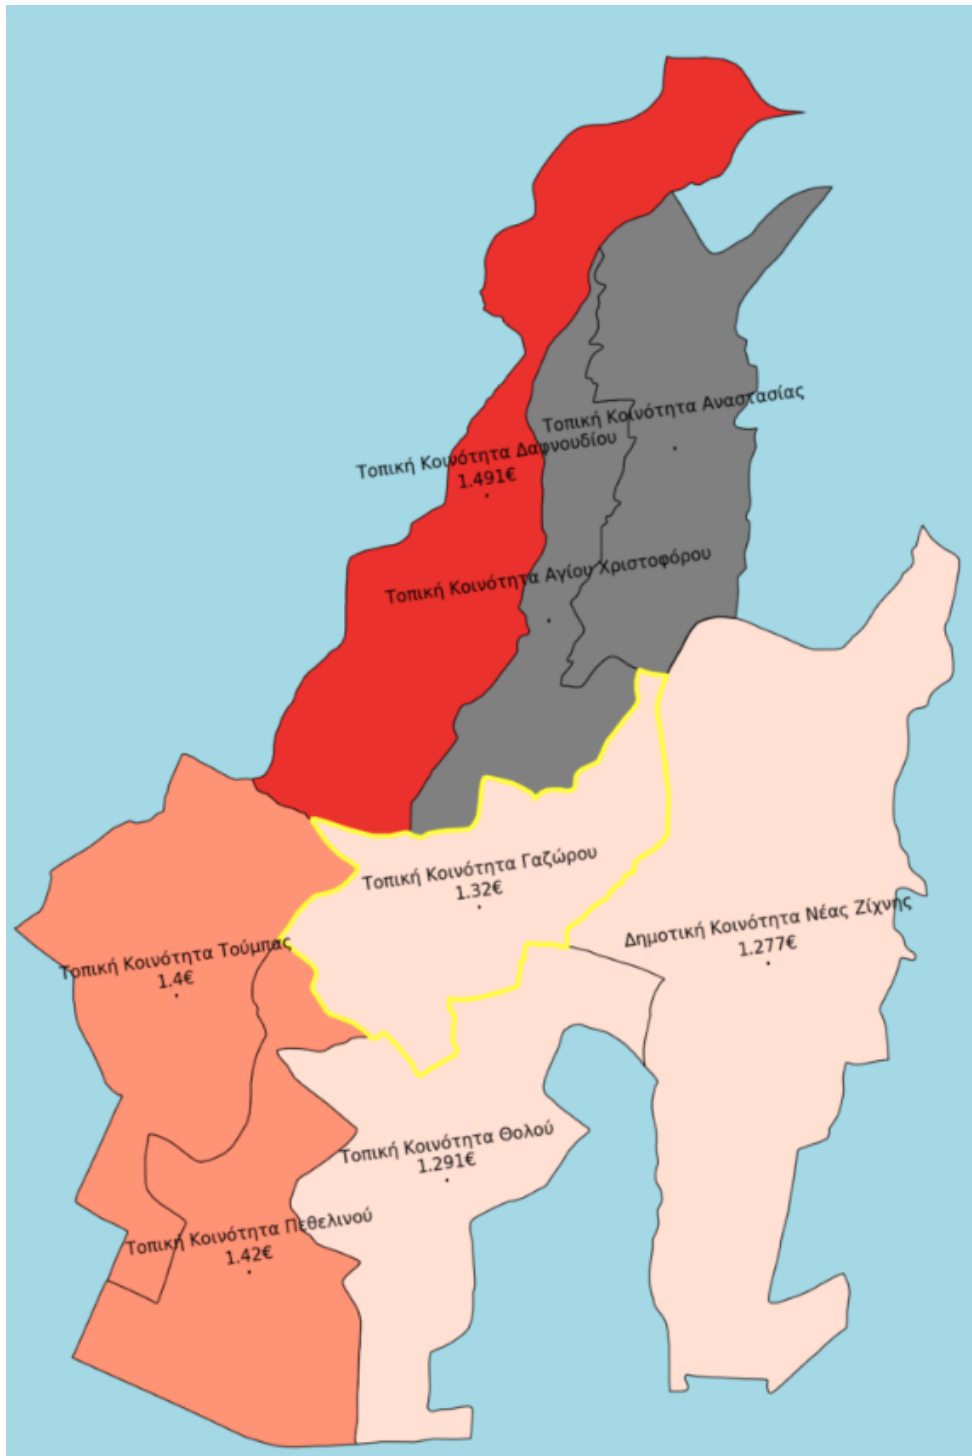 Τοπική Κοινότητα Αναστασίας
Τοπική Κοινότητα Δαφνουδίου
1.491€
Τοπική Κοινότητα Αγίου Χριστοφόρου
Τοπική Κοινότητα Γαζώρου
1.32€
Δημοτική Κοινότητα Νέας Ζίχνης
1.277€
Τοπική Κοινότητα Τούμπας
1.4€
Τοπική Κοινότητα Θολού
1.291€
Τοπική Κοινότητα Πεθελινού
1.42€